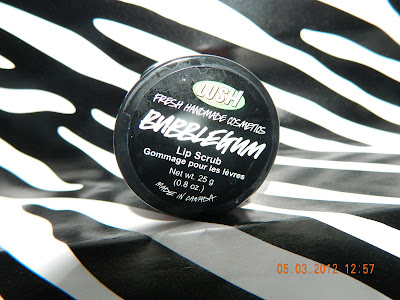 LUSH
FRESH HANDMADE COSMETICS
BUBBLEGUM
Lip Scrub
Gommage pour les lèvres
Net wt. 25 g
(0.8 oz.)
MADE IN CANADA
05.03.2012 12:57